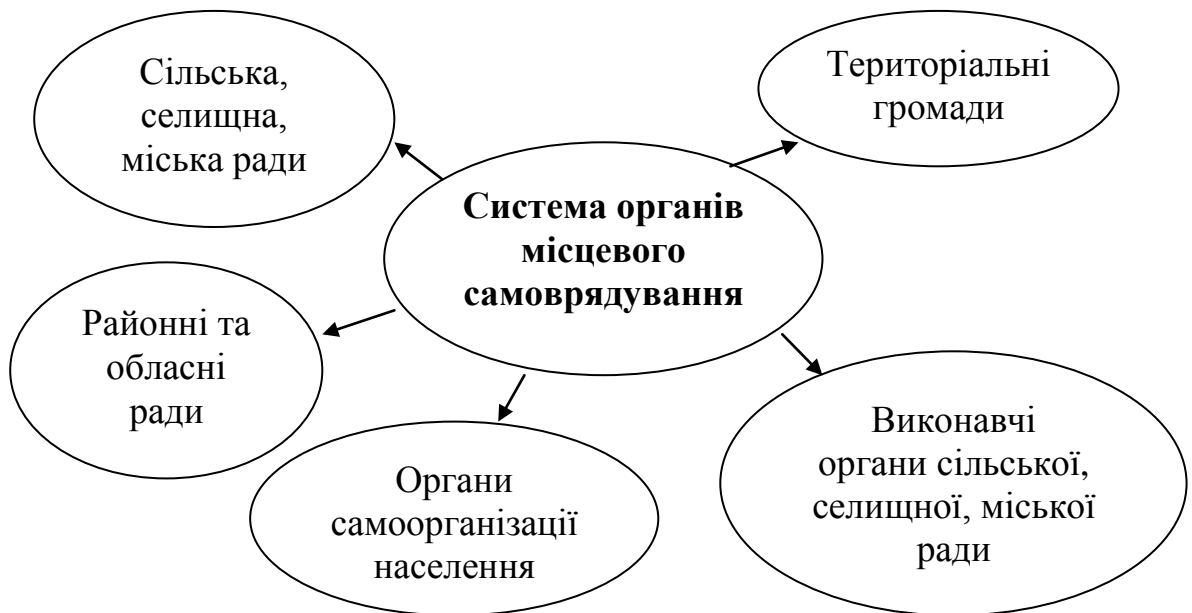 Сільська,
селищна,
міська ради
Територіальні
громади
Система органів
місцевого
самоврядування
Районні та
обласні
ради
Органи
самоорганізації
населення
Виконавчі
органи сільської,
селищної, міської
ради